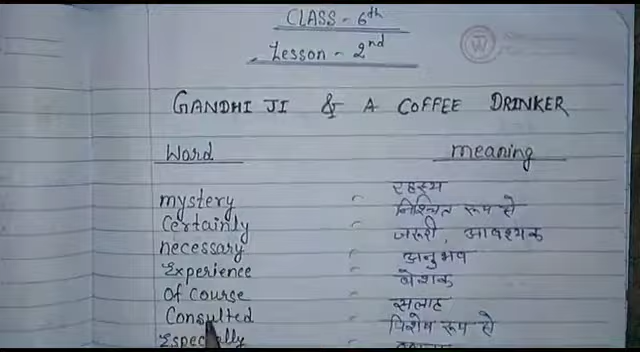 CLASS - 6th
Lesson - 2nd
GANDHI JI & A COFFEE DRINKER
Word meaning
mystery " रहस्य
Certainly " निश्चित रूप से
necessary " जरूरी, आवश्यक
Experience " अनुभव
Of course " बेशक
Consulted " सलाह
Especially विशेष रूप से